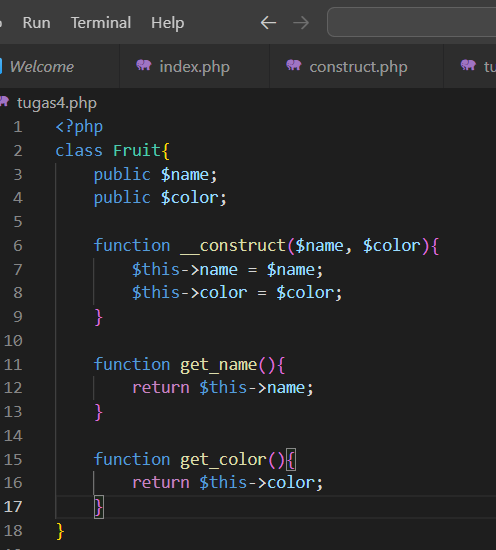 Run Terminal Help
Welcome index.php construct.php
tugas4.php
1 <?php
2 class Fruit{
3 public $name;
4 public $color;
5
6 function __construct($name, $color){
7 $this->name = $name;
8 $this->color = $color;
9 }
10
11 function get_name(){
12 return $this->name;
13 }
14
15 function get_color(){
16 return $this->color;
17 }
18 }